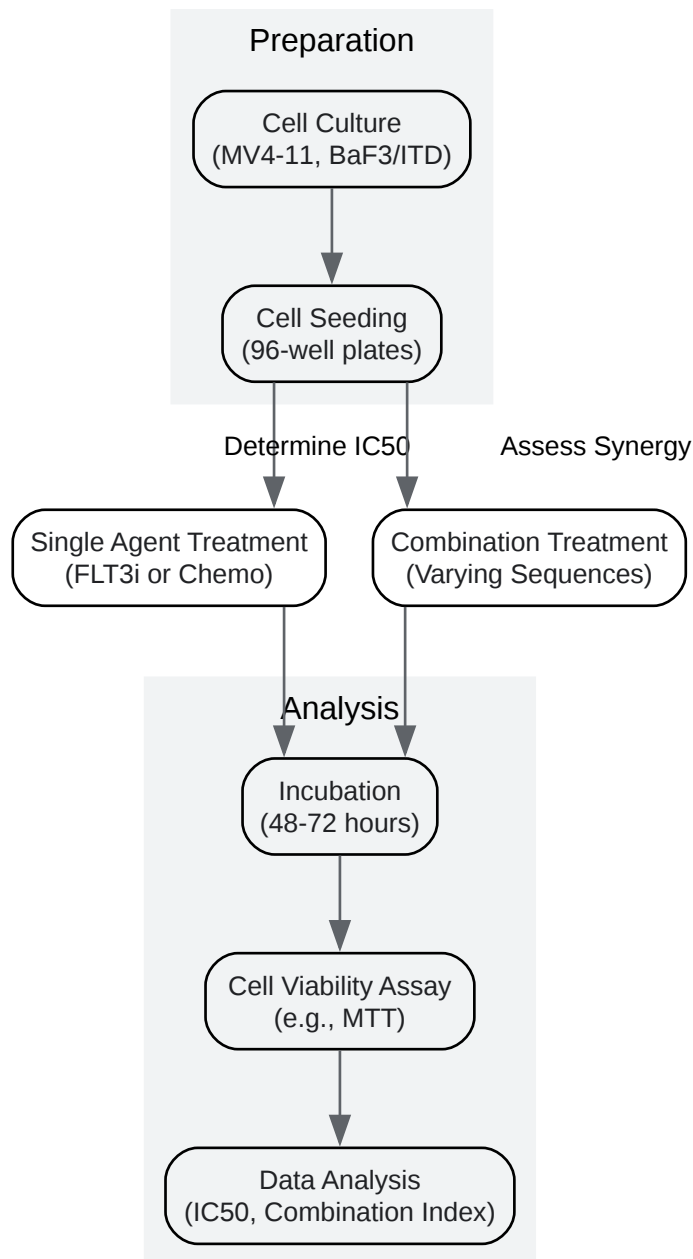 Preparation
Cell Culture
(MV4-11, BaF3/ITD)
Cell Seeding
(96-well plates)
Determine IC50
Assess Synergy
Single Agent Treatment
(FLT3i or Chemo)
Combination Treatment
(Varying Sequences)
Analysis
Incubation
(48-72 hours)
Cell Viability Assay
(e.g., MTT)
Data Analysis
(IC50, Combination Index)